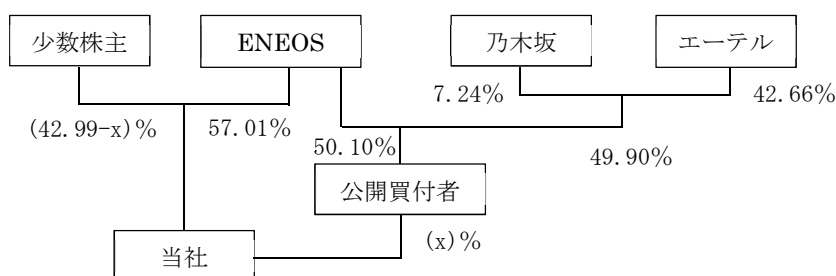 少数株主 ENEOS 乃木坂 エーテル
7.24% 42.66%
(42.99-x)% 57.01%
50.10% 49.90%
公開買付者
(x)%
当社